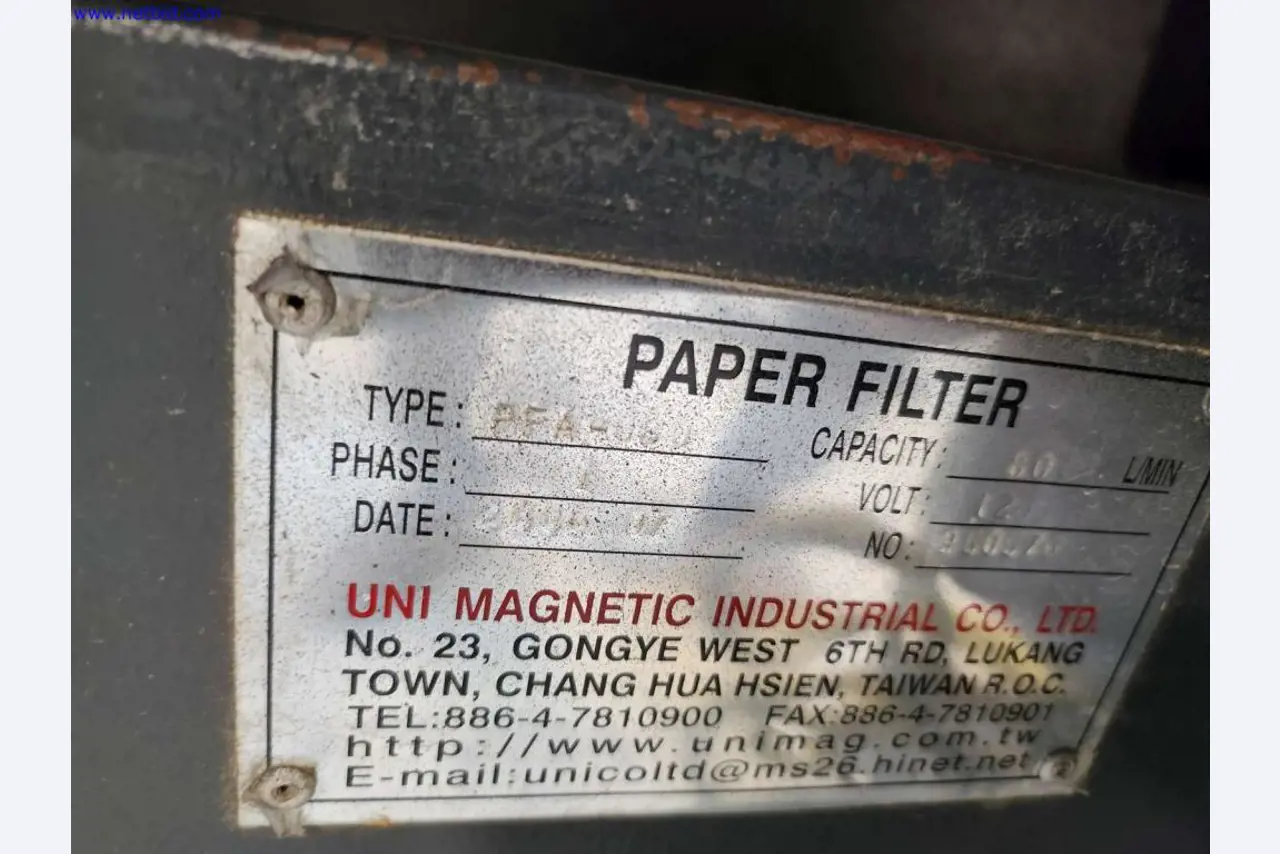 www.netbid.com
PAPER FILTER
TYPE:
CAPACITY: 80 L/MIN
PHASE: 1
VOLT:
DATE:
NO:
UNI MAGNETIC INDUSTRIAL CO., LTD.
No. 23, GONGYE WEST 6TH RD, LUKANG
TOWN, CHANG HUA HSIEN, TAIWAN R.O.C.
TEL:886-4-7810900 FAX:886-4-7810901
http://www.unimag.com.tw
E-mail:unicoltd@ms26.hinet.net